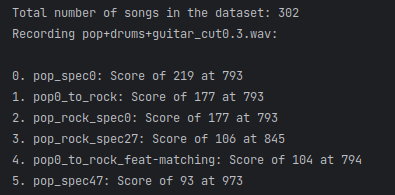 Total number of songs in the dataset: 302
Recording pop+drums+guitar_cut0.3.wav:
0. pop_spec0: Score of 219 at 793
1. pop0_to_rock: Score of 177 at 793
2. pop_rock_spec0: Score of 177 at 793
3. pop_rock_spec27: Score of 106 at 845
4. pop0_to_rock_feat-matching: Score of 104 at 794
5. pop_spec47: Score of 93 at 973